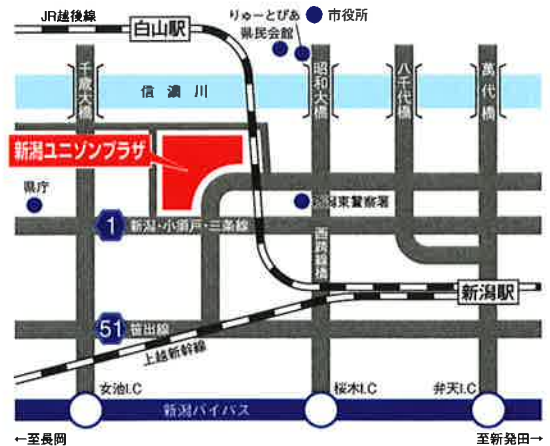 JR越後線
白山駅
りゅーとぴあ
県民会館
市役所
千歳大橋
信濃川
昭和大橋
八千代橋
萬代橋
新潟ユニゾンプラザ
県庁
潟東警察署
1
新潟・小須戸・三条線
西跨線橋
新潟駅
51
笹出線
上越新幹線
女池I.C
桜木I.C
弁天I.C
新潟バイパス
←至長岡
至新発田→